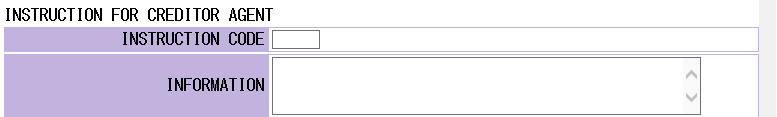 INSTRUCTION FOR CREDITOR AGENT
INSTRUCTION CODE
INFORMATION